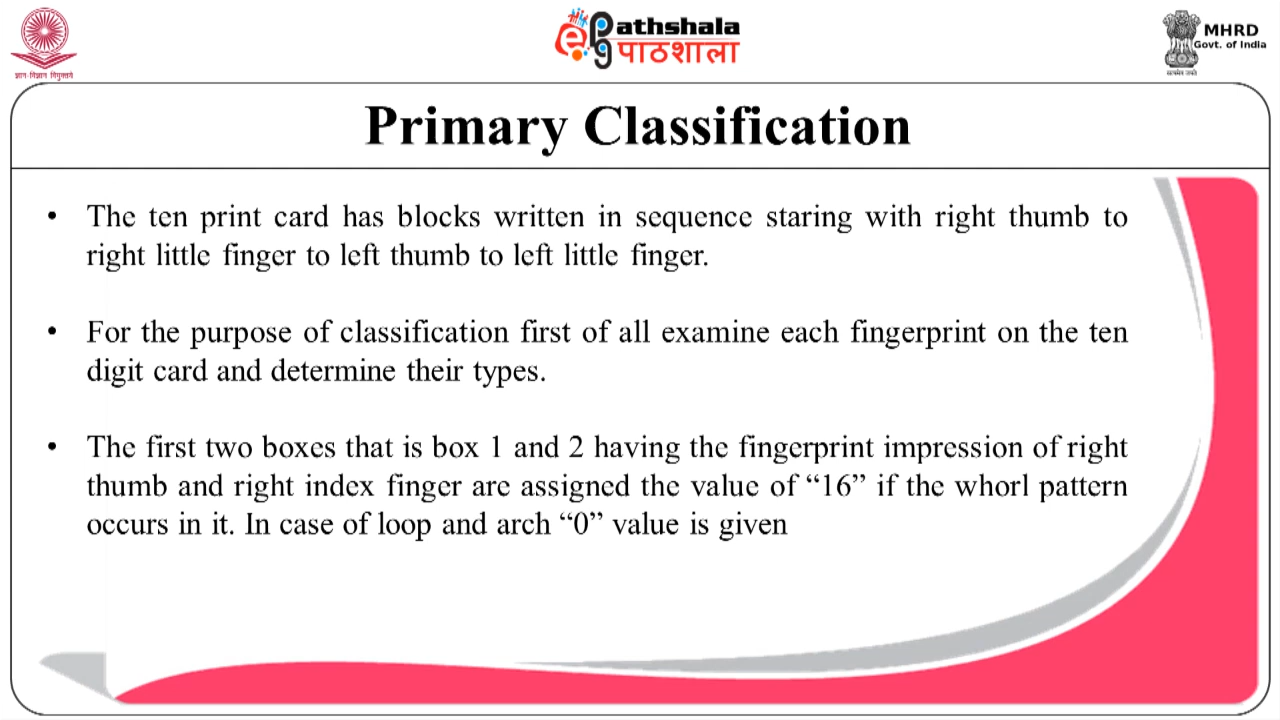 ज्ञान-विज्ञान विमुक्तये
ePathshala
पाठशाला
MHRD
Govt. of India
सत्यमेव जयते
Primary Classification
• The ten print card has blocks written in sequence staring with right thumb to
right little finger to left thumb to left little finger.
• For the purpose of classification first of all examine each fingerprint on the ten
digit card and determine their types.
• The first two boxes that is box 1 and 2 having the fingerprint impression of right
thumb and right index finger are assigned the value of “16” if the whorl pattern
occurs in it. In case of loop and arch “0” value is given